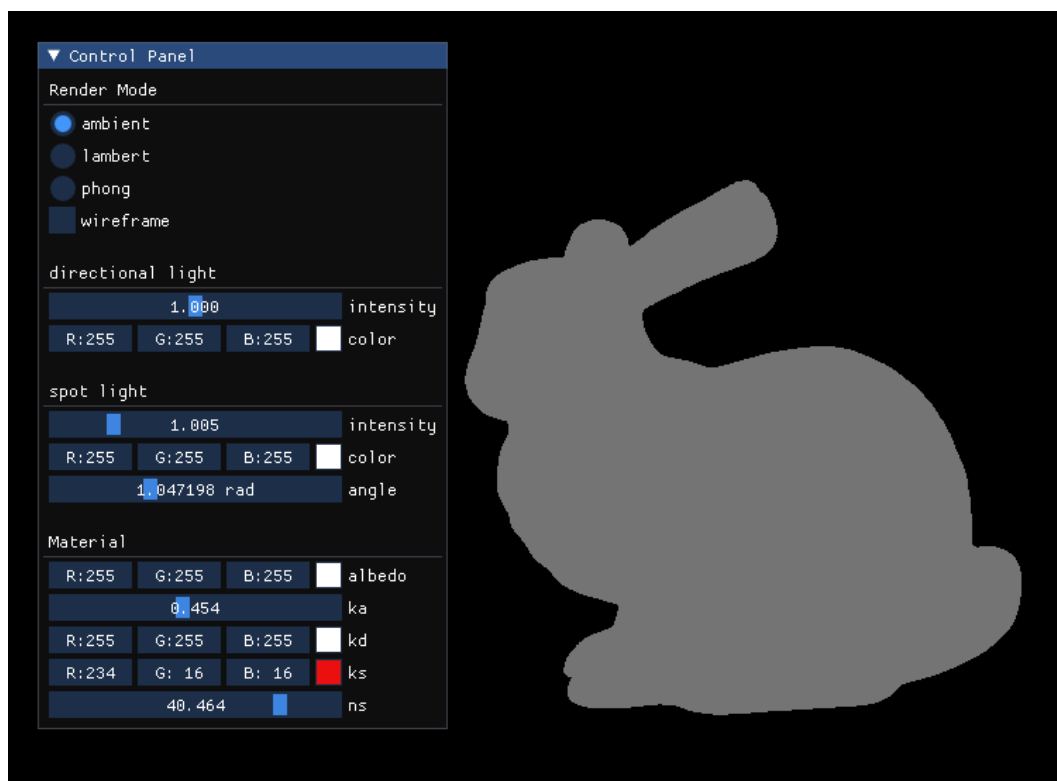 ▼ Control Panel
Render Mode
ambient
lambert
phong
wireframe
directional light
1.000 intensity
R:255 G:255 B:255 color
spot light
1.005 intensity
R:255 G:255 B:255 color
1.047198 rad angle
Material
R:255 G:255 B:255 albedo
0.454 ka
R:255 G:255 B:255 kd
R:234 G: 16 B: 16 ks
40.464 ns